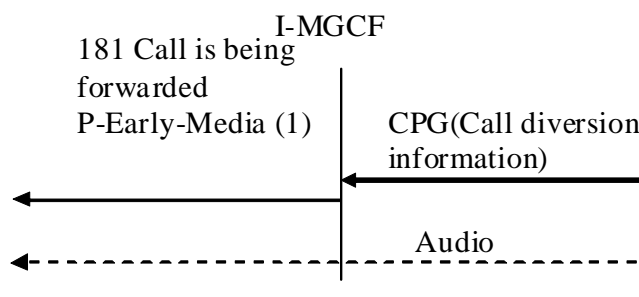 I-MGCF
181 Call is being
forwarded
P-Early-Media (1)
CPG(Call diversion
information)
Audio